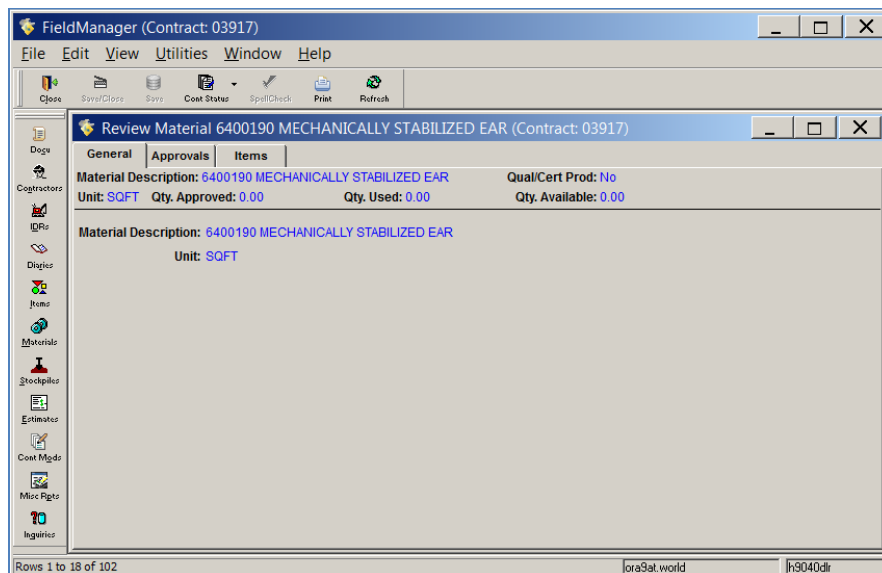 FieldManager (Contract: 03917)
File Edit View Utilities Window Help
Close Save/Close Save Cont Status SpellCheck Print Refresh
Review Material 6400190 MECHANICALLY STABILIZED EAR (Contract: 03917)
General Approvals Items
Material Description: 6400190 MECHANICALLY STABILIZED EAR Qual/Cert Prod: No
Unit: SQFT Qty. Approved: 0.00 Qty. Used: 0.00 Qty. Available: 0.00
Material Description: 6400190 MECHANICALLY STABILIZED EAR
Unit: SQFT
Docu
Contractors
IDRs
Diaries
Items
Materials
Stockpiles
Estimates
Cont Mods
Misc Rpts
Inquiries
Rows 1 to 18 of 102 ora9at.world h9040dlr